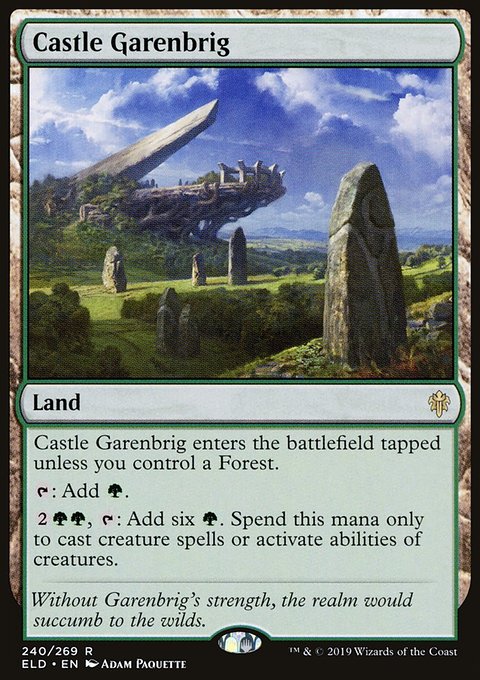 Castle Garenbrig
Land
Castle Garenbrig enters the battlefield tapped
unless you control a Forest.
: Add .
2, : Add six . Spend this mana only
to cast creature spells or activate abilities of
creatures.
Without Garenbrig's strength, the realm would
succumb to the wilds.
240/269 R
ELD • EN Adam Paquette
™ & © 2019 Wizards of the Coast